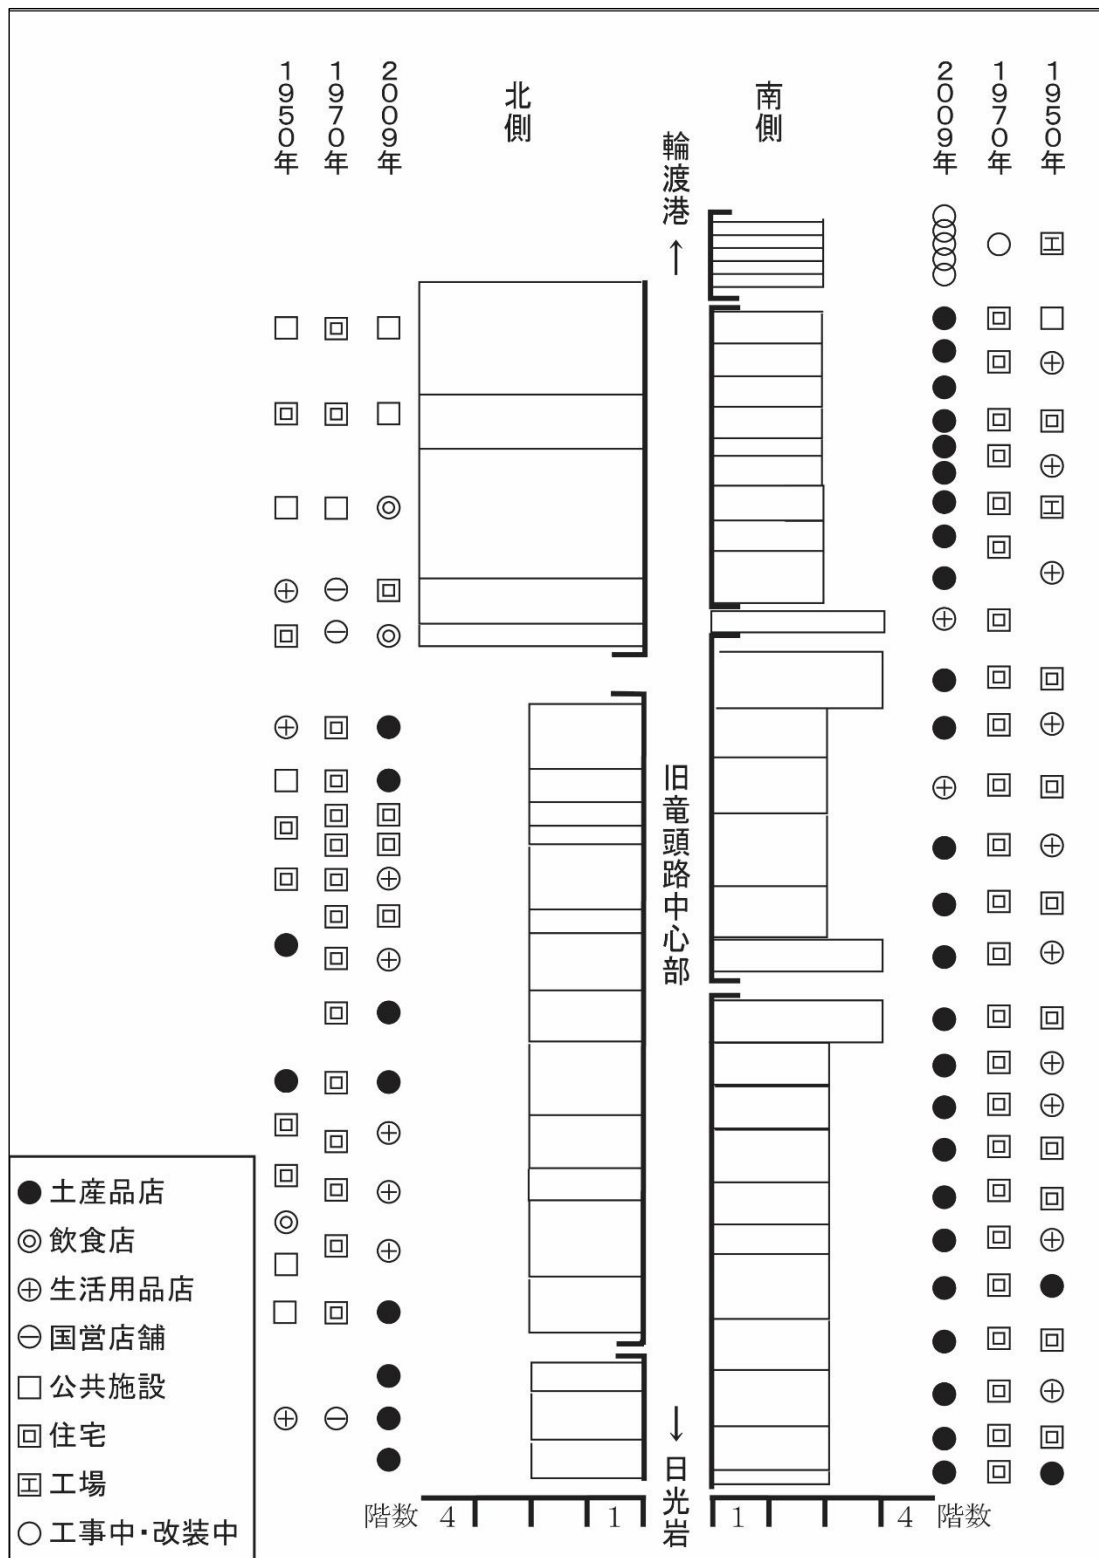 1950年
1970年
2009年
北側
南側
2009年
1970年
1950年
輪渡港
↑
旧竜頭路中心部
↓
日光岩
土産品店
飲食店
生活用品店
国営店舗
公共施設
住宅
工場
工事中・改装中
階数 4 1 1 4 階数